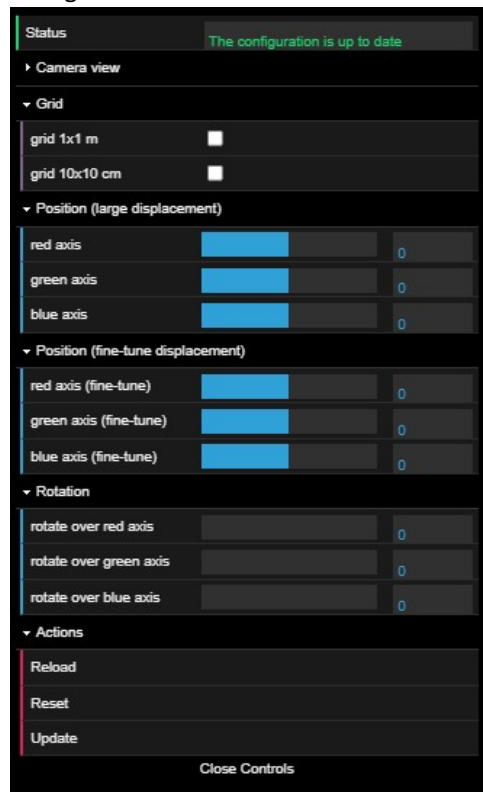 Status The configuration is up to date
Camera view
Grid
grid 1x1 m
grid 10x10 cm
Position (large displacement)
red axis 0
green axis 0
blue axis 0
Position (fine-tune displacement)
red axis (fine-tune) 0
green axis (fine-tune) 0
blue axis (fine-tune) 0
Rotation
rotate over red axis 0
rotate over green axis 0
rotate over blue axis 0
Actions
Reload
Reset
Update
Close Controls